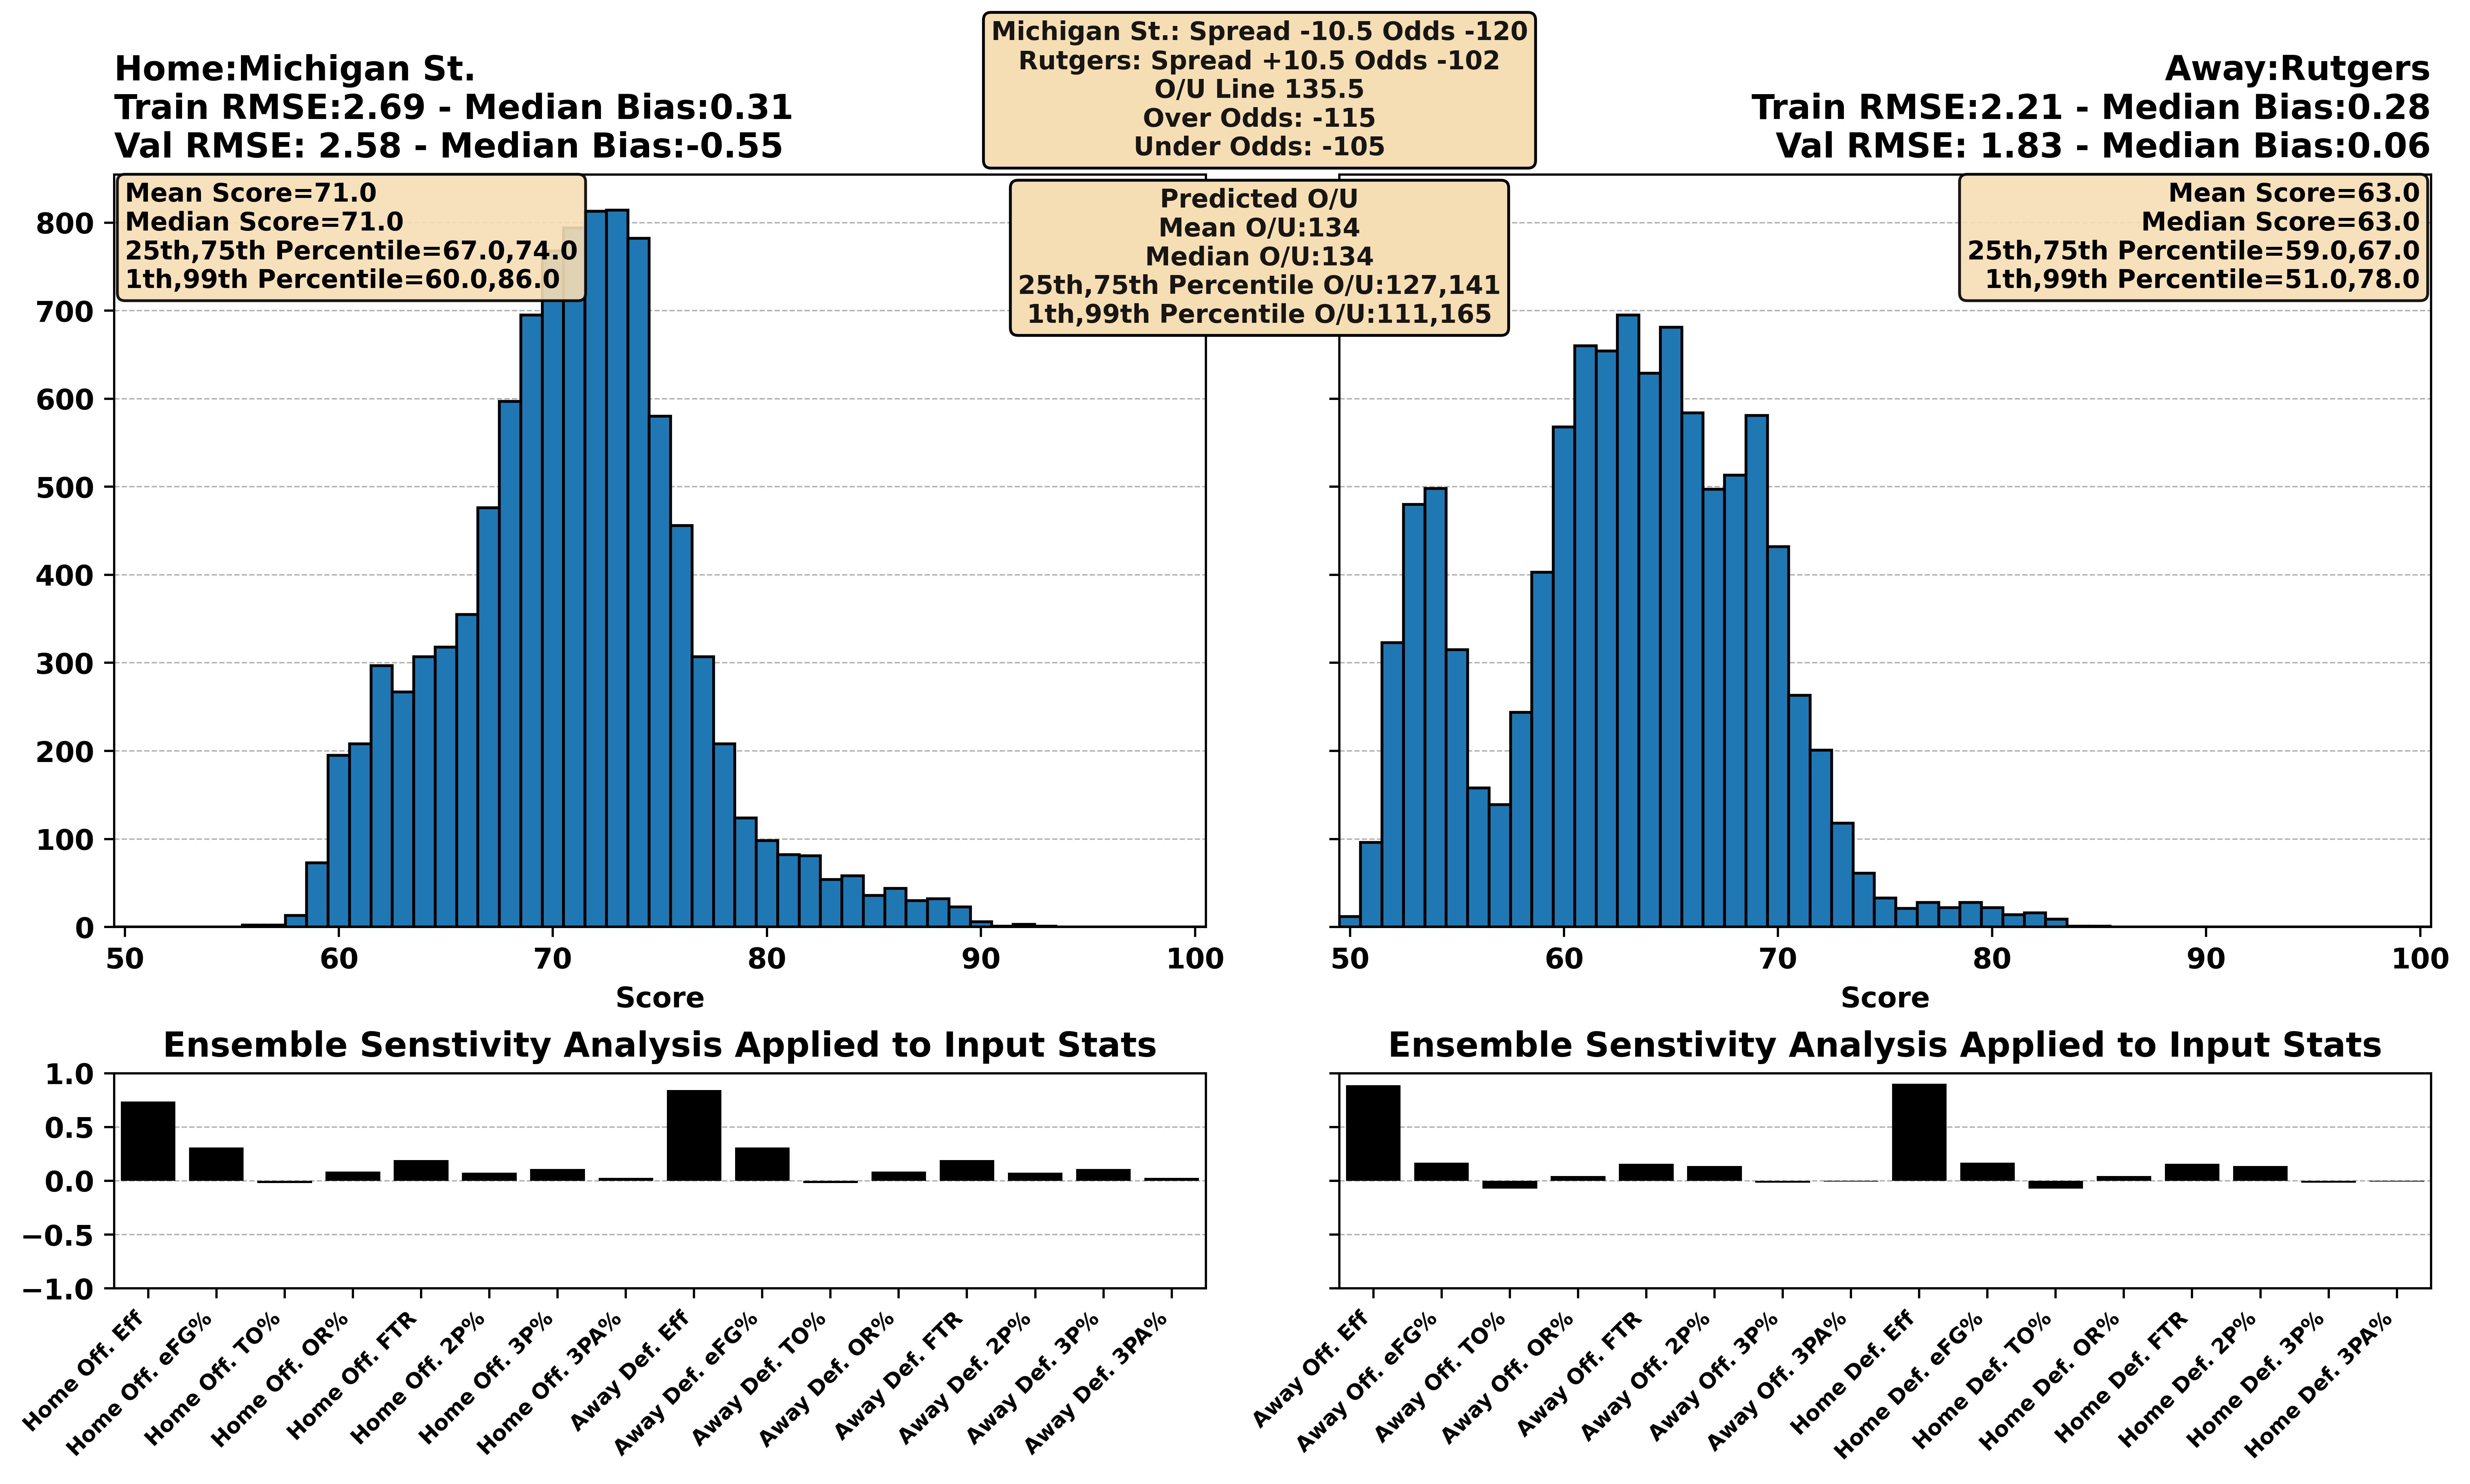 Michigan St.: Spread -10.5 Odds -120
Rutgers: Spread +10.5 Odds -102
O/U Line 135.5
Over Odds: -115
Under Odds: -105
Home:Michigan St.
Train RMSE:2.69 - Median Bias:0.31
Val RMSE: 2.58 - Median Bias:-0.55
Away:Rutgers
Train RMSE:2.21 - Median Bias:0.28
Val RMSE: 1.83 - Median Bias:0.06
Mean Score=71.0
Median Score=71.0
25th,75th Percentile=67.0,74.0
1th,99th Percentile=60.0,86.0
Predicted O/U
Mean O/U:134
Median O/U:134
25th,75th Percentile O/U:127,141
1th,99th Percentile O/U:111,165
Mean Score=63.0
Median Score=63.0
25th,75th Percentile=59.0,67.0
1th,99th Percentile=51.0,78.0
800
700
600
500
400
300
200
100
0
50 60 70 80 90 100
Score
50 60 70 80 90 100
Score
Ensemble Senstivity Analysis Applied to Input Stats
Ensemble Senstivity Analysis Applied to Input Stats
1.0
0.5
0.0
−0.5
−1.0
Home Off. Eff
Home Off. eFG%
Home Off. TO%
Home Off. OR%
Home Off. FTR
Home Off. 2P%
Home Off. 3P%
Home Off. 3PA%
Away Def. Eff
Away Def. eFG%
Away Def. TO%
Away Def. OR%
Away Def. FTR
Away Def. 2P%
Away Def. 3P%
Away Def. 3PA%
Away Off. Eff
Away Off. eFG%
Away Off. TO%
Away Off. OR%
Away Off. FTR
Away Off. 2P%
Away Off. 3P%
Away Off. 3PA%
Home Def. Eff
Home Def. eFG%
Home Def. TO%
Home Def. OR%
Home Def. FTR
Home Def. 2P%
Home Def. 3P%
Home Def. 3PA%